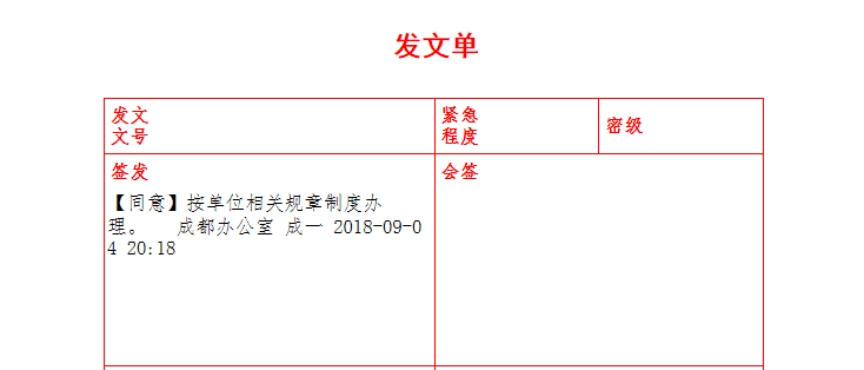 发文单
发文
文号
紧急
程度
密级
签发
会签
【同意】按单位相关规章制度办
理。 成都办公室 成一 2018-09-0
4 20:18